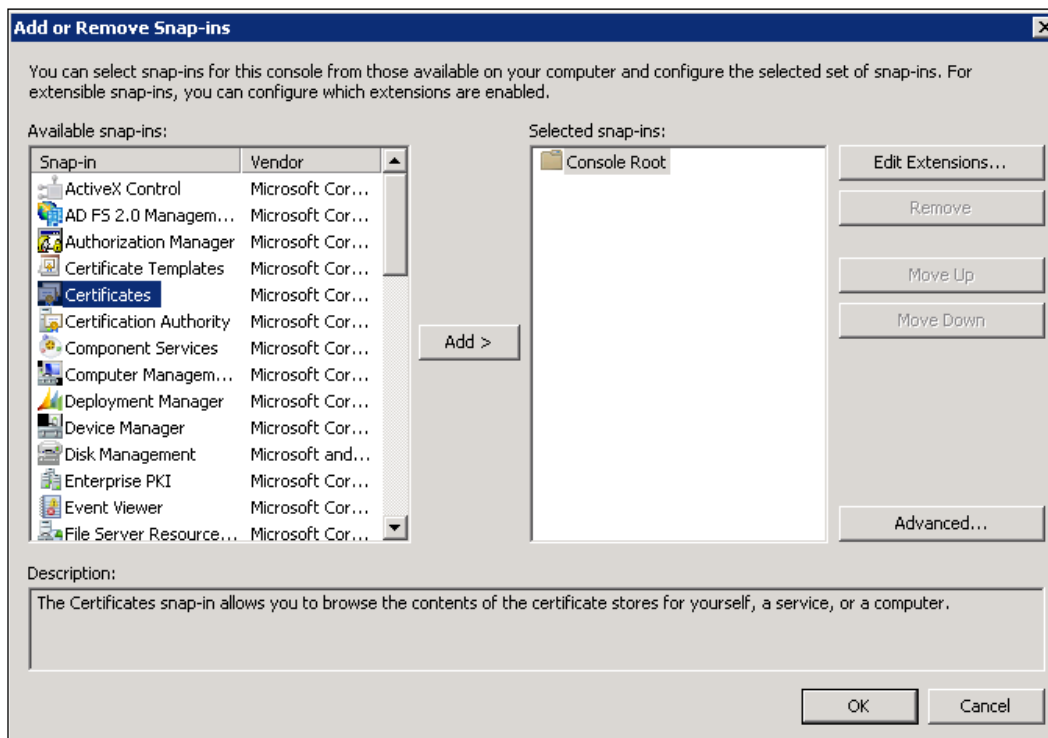 Add or Remove Snap-ins
You can select snap-ins for this console from those available on your computer and configure the selected set of snap-ins. For
extensible snap-ins, you can configure which extensions are enabled.
Available snap-ins:
Selected snap-ins:
Snap-in Vendor
Console Root
Edit Extensions...
ActiveX Control Microsoft Cor...
AD FS 2.0 Managem... Microsoft Cor...
Remove
Authorization Manager Microsoft Cor...
Certificate Templates Microsoft Cor...
Move Up
Certificates Microsoft Cor...
Certification Authority Microsoft Cor...
Move Down
Add >
Component Services Microsoft Cor...
Computer Managem... Microsoft Cor...
Deployment Manager Microsoft Cor...
Device Manager Microsoft Cor...
Disk Management Microsoft and...
Enterprise PKI Microsoft Cor...
Event Viewer Microsoft Cor...
File Server Resource... Microsoft Cor...
Advanced...
Description:
The Certificates snap-in allows you to browse the contents of the certificate stores for yourself, a service, or a computer.
OK
Cancel